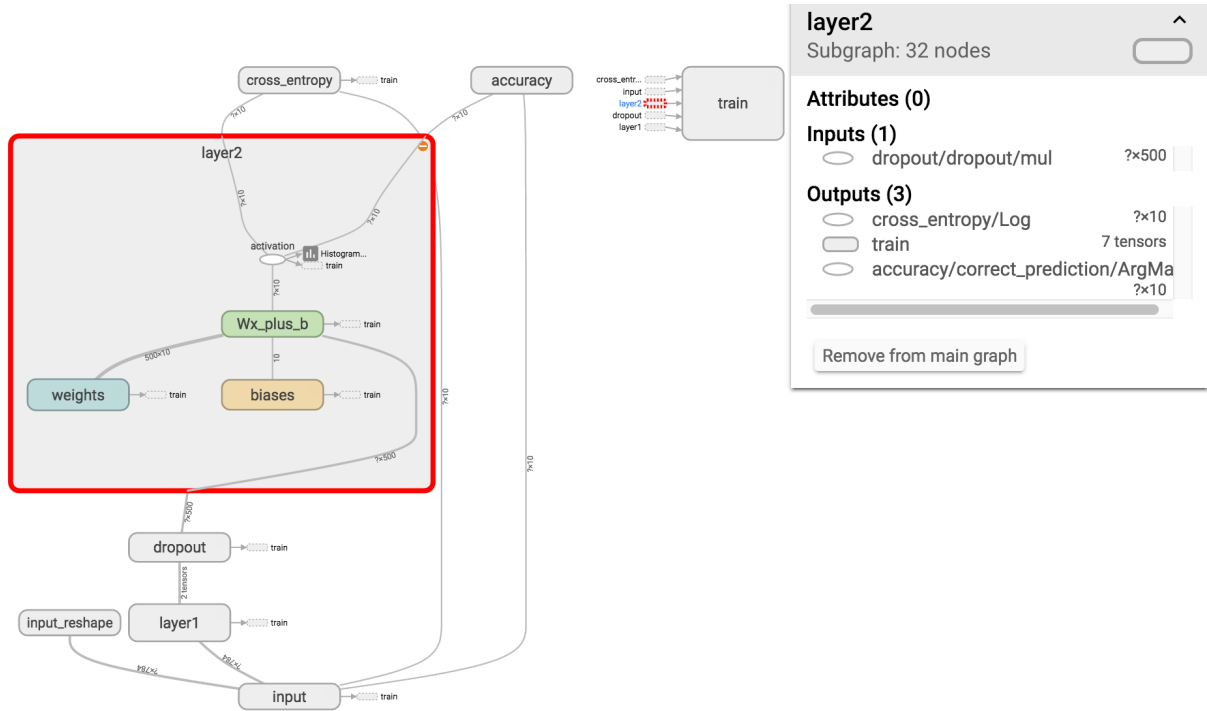 layer2
Subgraph: 32 nodes
Attributes (0)
Inputs (1)
dropout/dropout/mul ?×500
Outputs (3)
cross_entropy/Log ?×10
train 7 tensors
accuracy/correct_prediction/ArgMa
?×10
Remove from main graph
cross_entropy
train
accuracy
?×10
?×10
cross_entr...
input
layer2
dropout
layer1
train
layer2
?×10
?×10
activation
Histogram...
train
?×10
Wx_plus_b
train
500×10
10
weights
train
biases
train
?×10
?×500
?×10
?×500
dropout
train
2 tensors
input_reshape
layer1
train
?×784
?×784
input
train